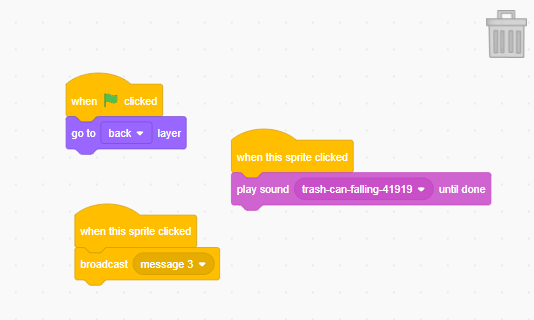 when clicked
go to back layer
when this sprite clicked
play sound trash-can-falling-41919 until done
when this sprite clicked
broadcast message 3